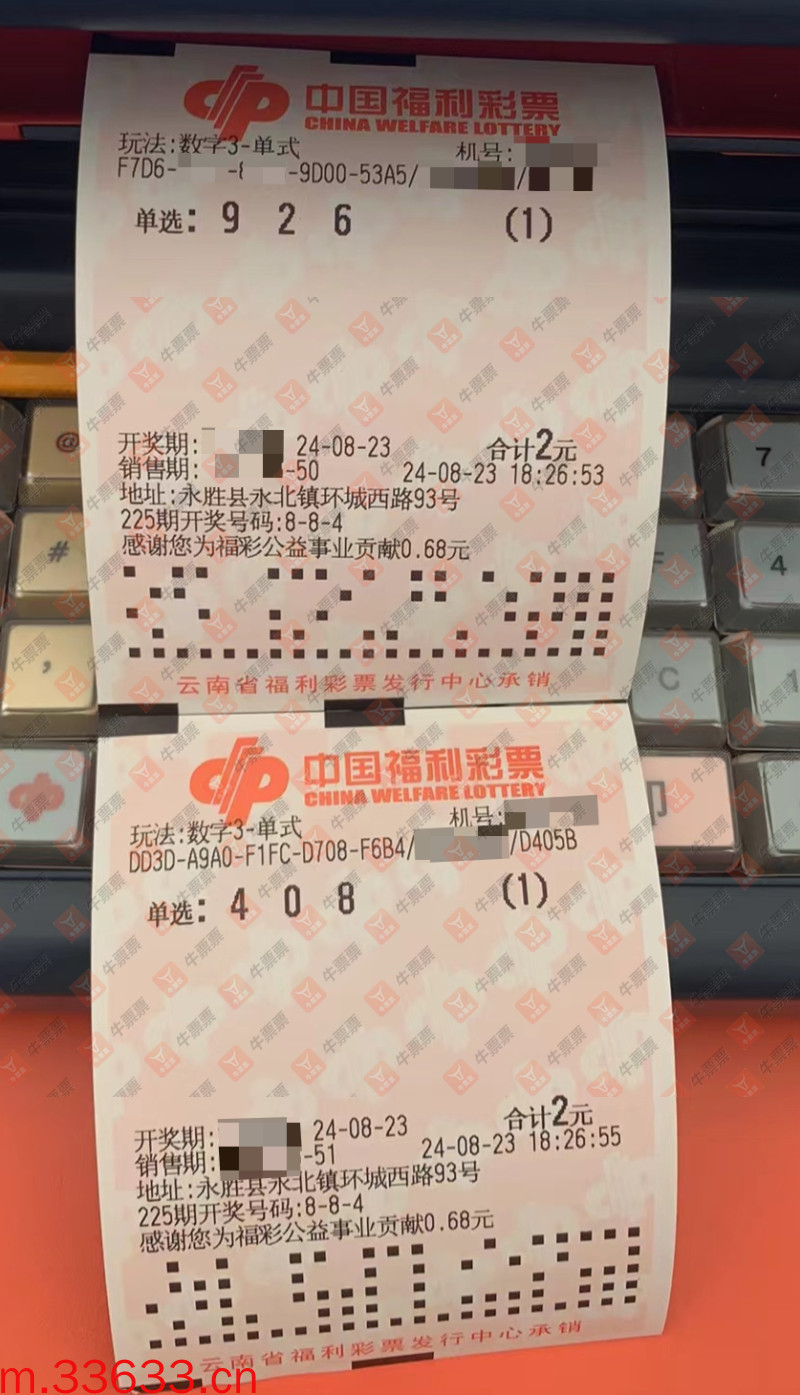 中国福利彩票
CHINA WELFARE LOTTERY
玩法:数字3-单式 机号:
F7D6- -9D00-53A5/ /
单选: 9 2 6 (1)
开奖期: 24-08-23 合计2元
销售期: -50 24-08-23 18:26:53
地址:永胜县永北镇环城西路93号
225期开奖号码:8-8-4
感谢您为福彩公益事业贡献0.68元
云南省福利彩票发行中心承销
中国福利彩票
CHINA WELFARE LOTTERY
玩法:数字3-单式 机号:
DD3D-A9A0-F1FC-D708-F6B4/ /D405B
单选: 4 0 8 (1)
开奖期: 24-08-23 合计2元
销售期: -51 24-08-23 18:26:55
地址:永胜县永北镇环城西路93号
225期开奖号码:8-8-4
感谢您为福彩公益事业贡献0.68元
云南省福利彩票发行中心承销
m.33633.cn
@
#
,
7
4
C
1
牛票票